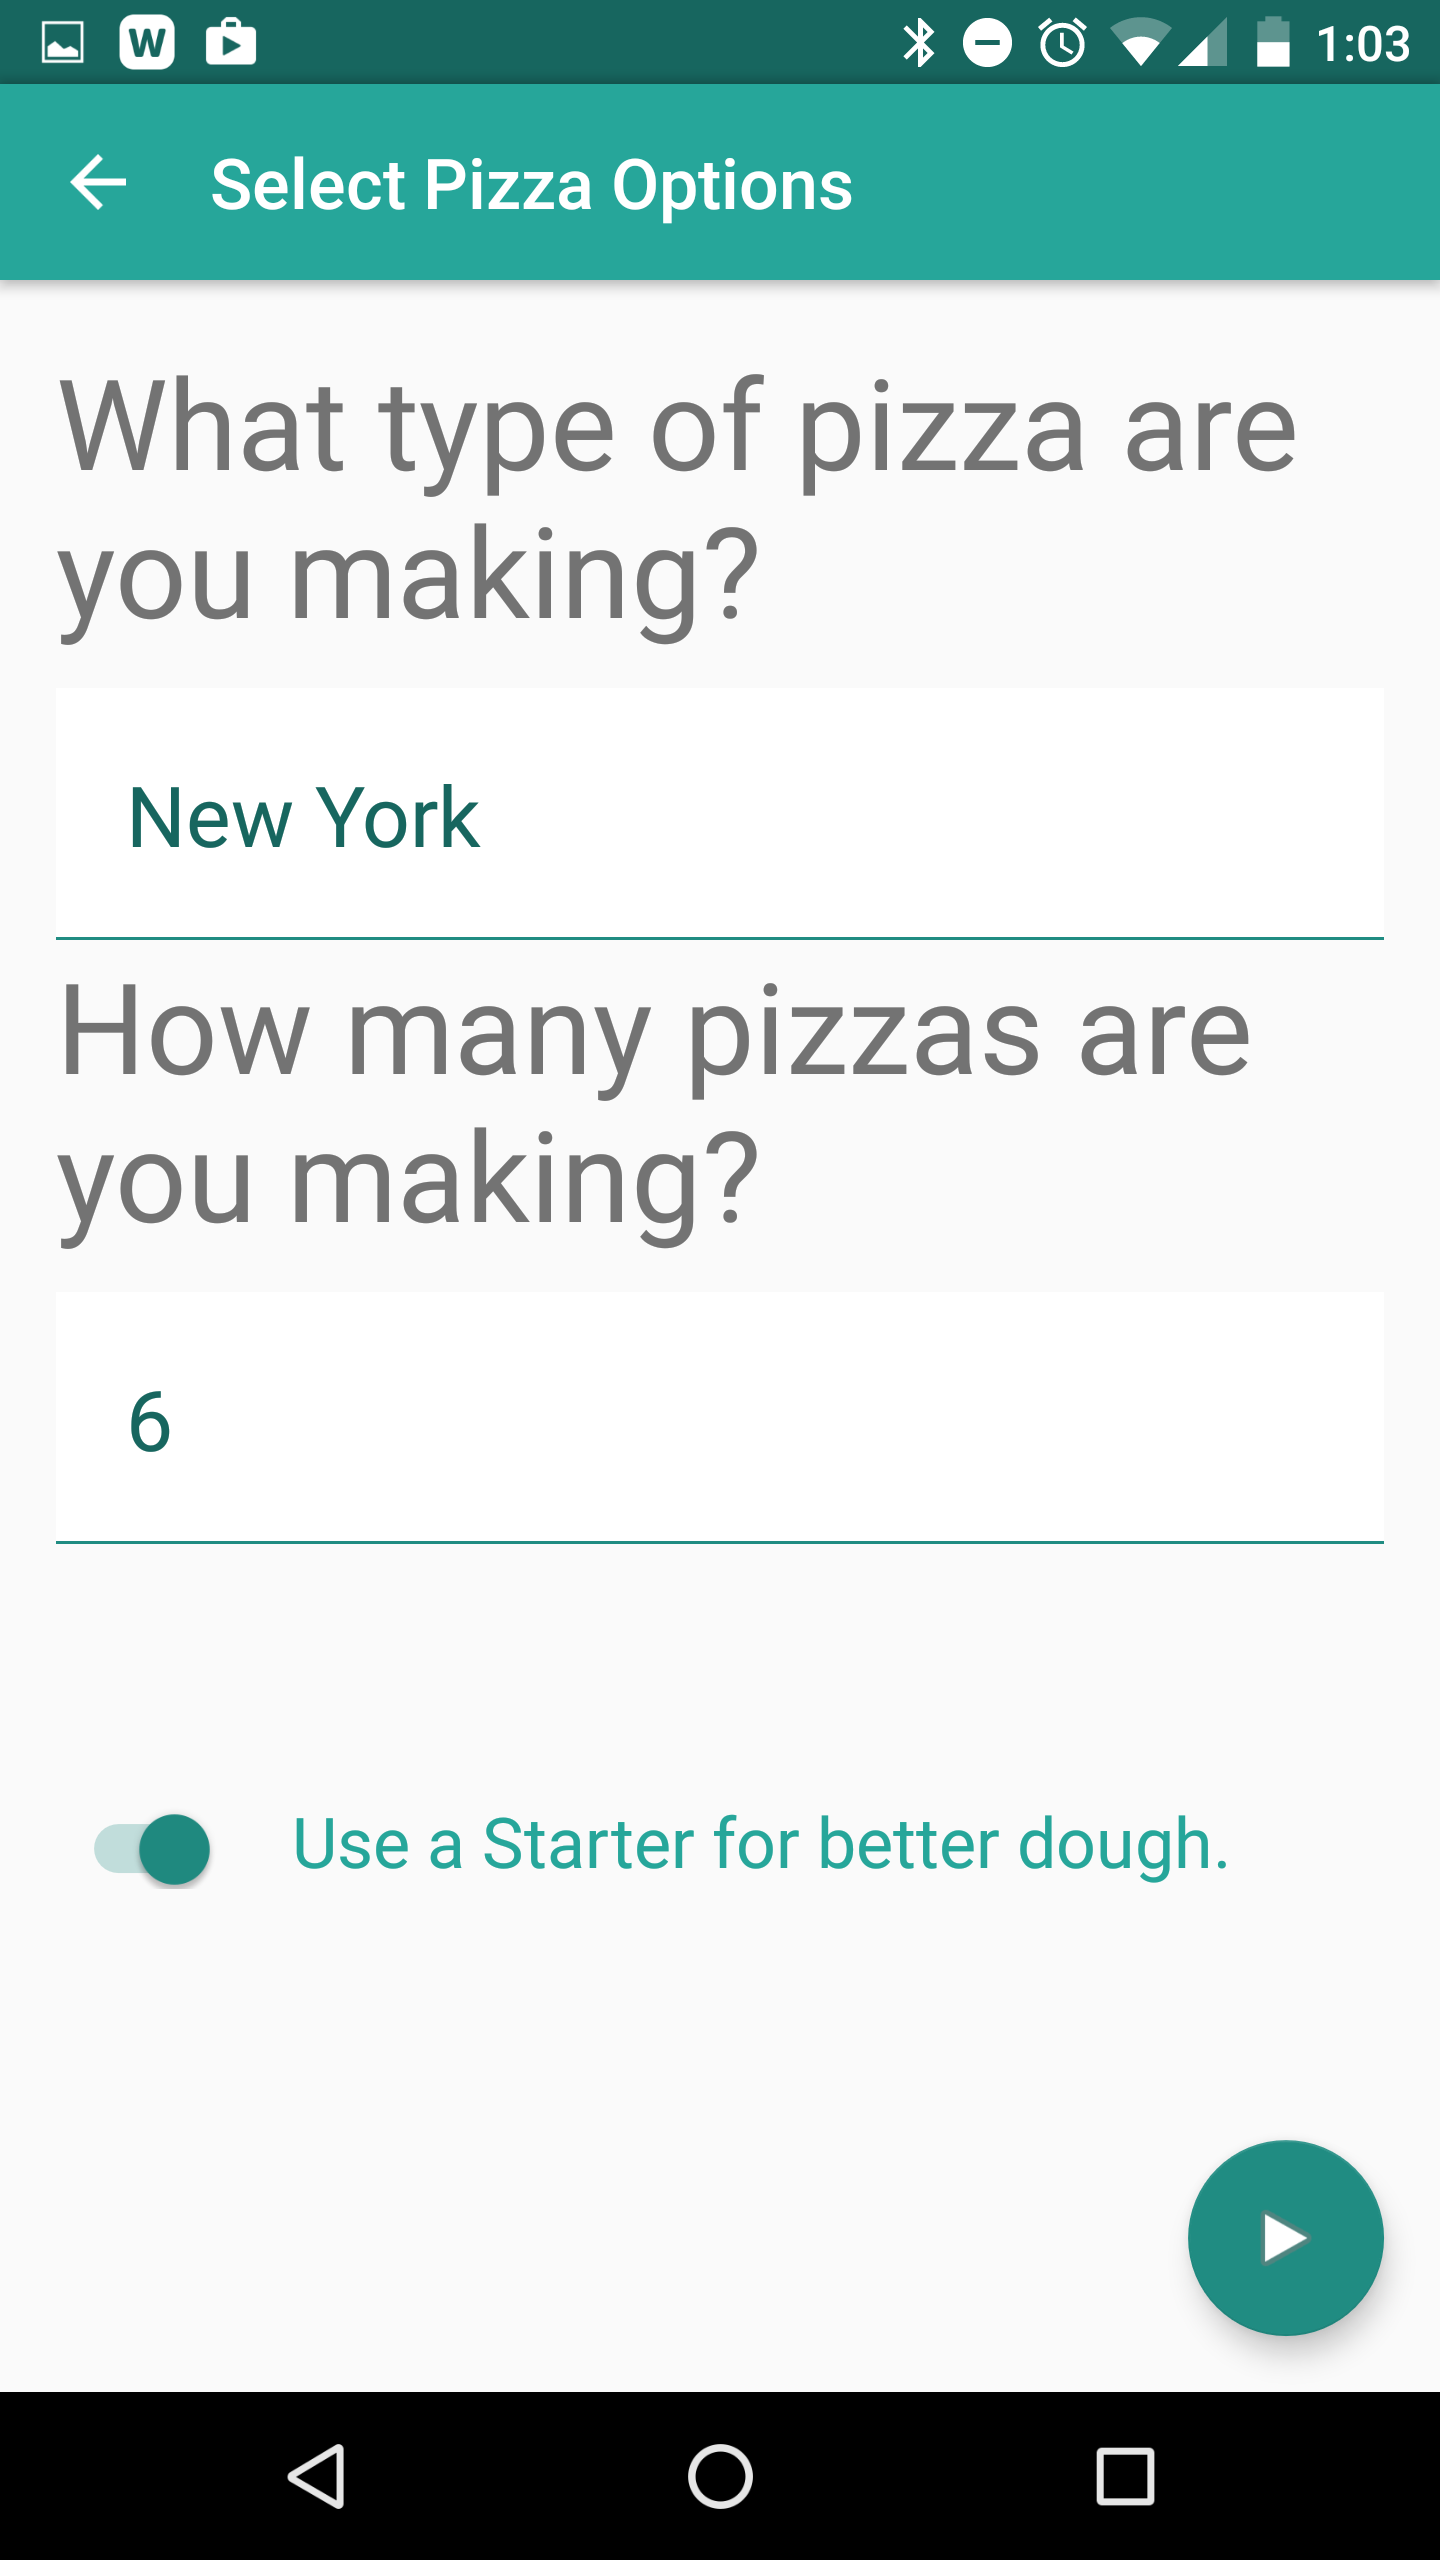 W
1:03
Select Pizza Options
What type of pizza are
you making?
New York
How many pizzas are
you making?
6
Use a Starter for better dough.